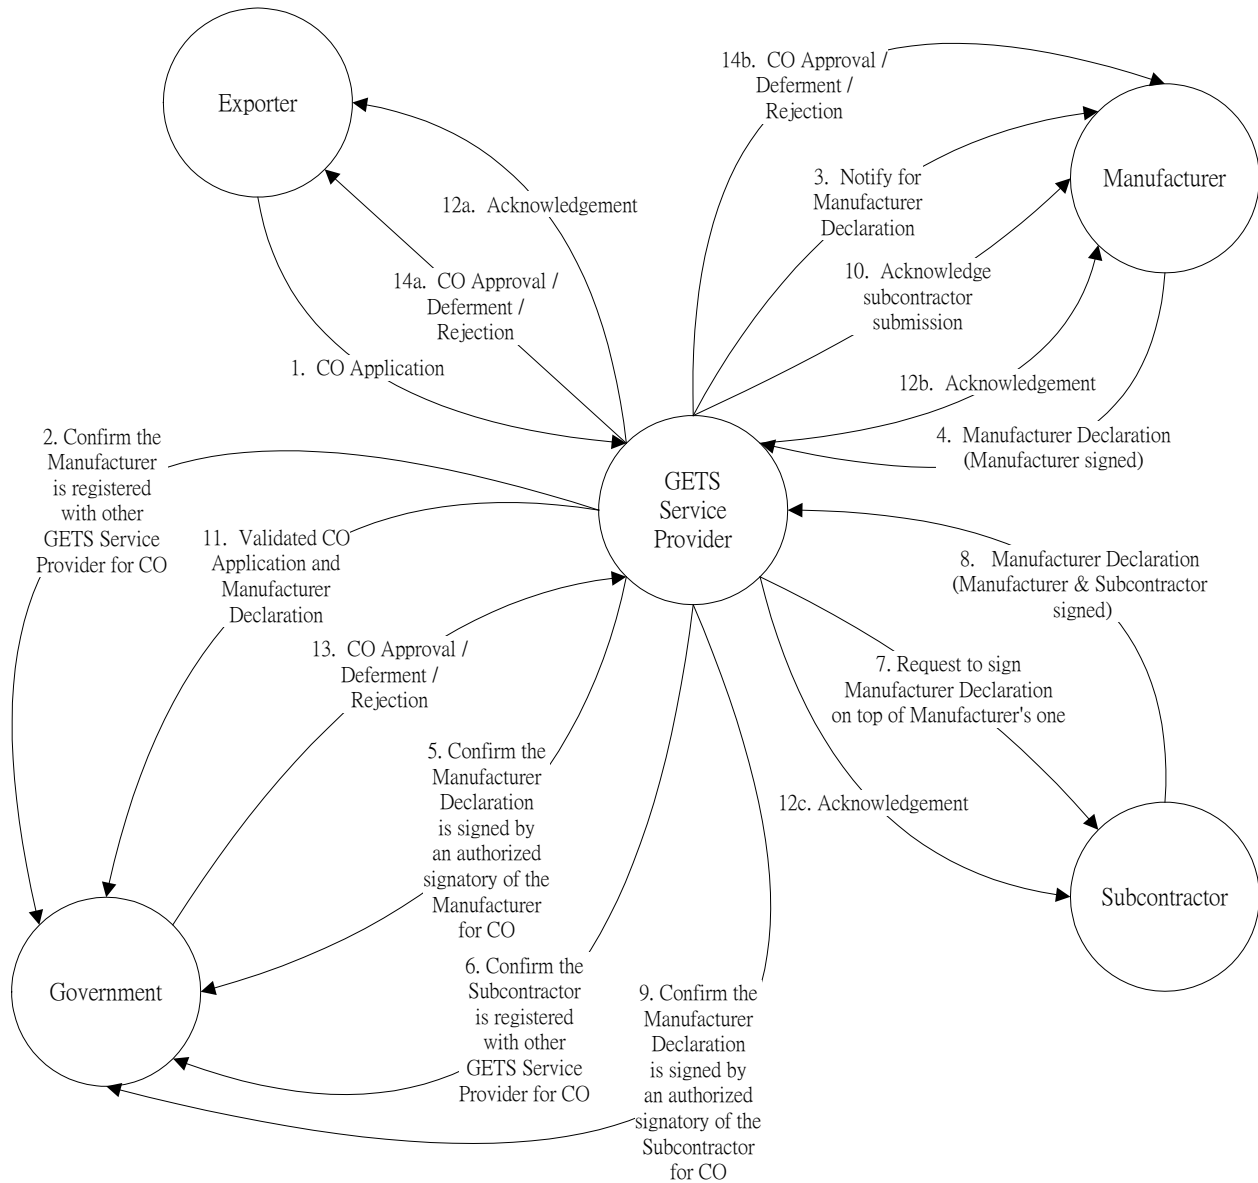 Exporter
14b. CO Approval /
Deferment /
Rejection
Manufacturer
3. Notify for
Manufacturer
Declaration
12a. Acknowledgement
10. Acknowledge
subcontractor
submission
14a. CO Approval /
Deferment /
Rejection
1. CO Application
12b. Acknowledgement
4. Manufacturer Declaration
(Manufacturer signed)
2. Confirm the
Manufacturer
is registered
with other
GETS Service
Provider for CO
GETS
Service
Provider
11. Validated CO
Application and
Manufacturer
Declaration
8. Manufacturer Declaration
(Manufacturer & Subcontractor
signed)
13. CO Approval /
Deferment /
Rejection
7. Request to sign
Manufacturer Declaration
on top of Manufacturer's one
5. Confirm the
Manufacturer
Declaration
is signed by
an authorized
signatory of the
Manufacturer
for CO
12c. Acknowledgement
Subcontractor
Government
6. Confirm the
Subcontractor
is registered
with other
GETS Service
Provider for CO
9. Confirm the
Manufacturer
Declaration
is signed by
an authorized
signatory of the
Subcontractor
for CO